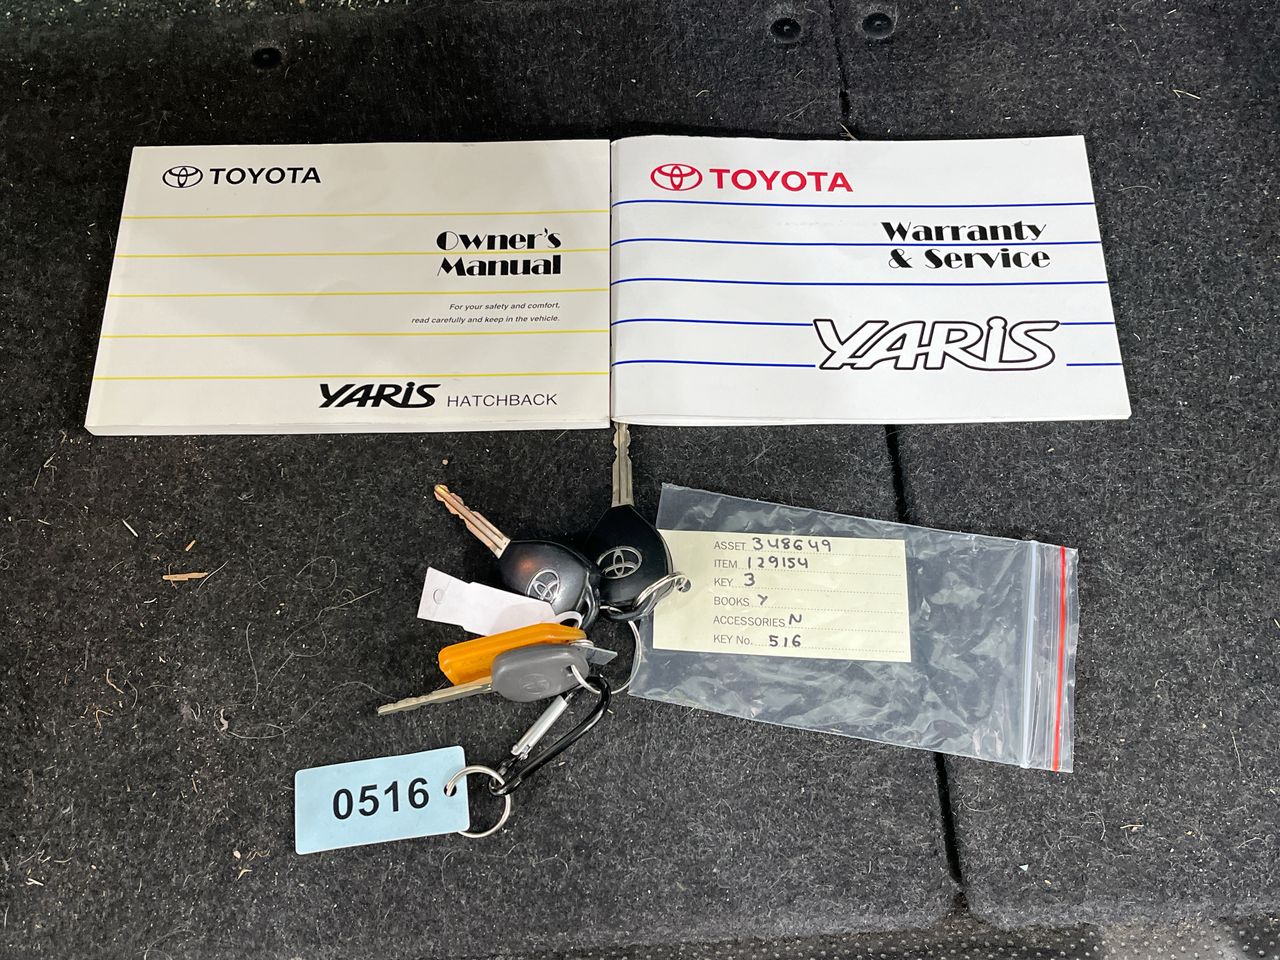 TOYOTA
Owner's
Manual
For your safety and comfort,
read carefully and keep in the vehicle.
YARiS HATCHBACK
TOYOTA
Warranty
& Service
YARiS
ASSET 348649
ITEM 129154
KEY 3
BOOKS Y
ACCESSORIES N
KEY No. 516
0516